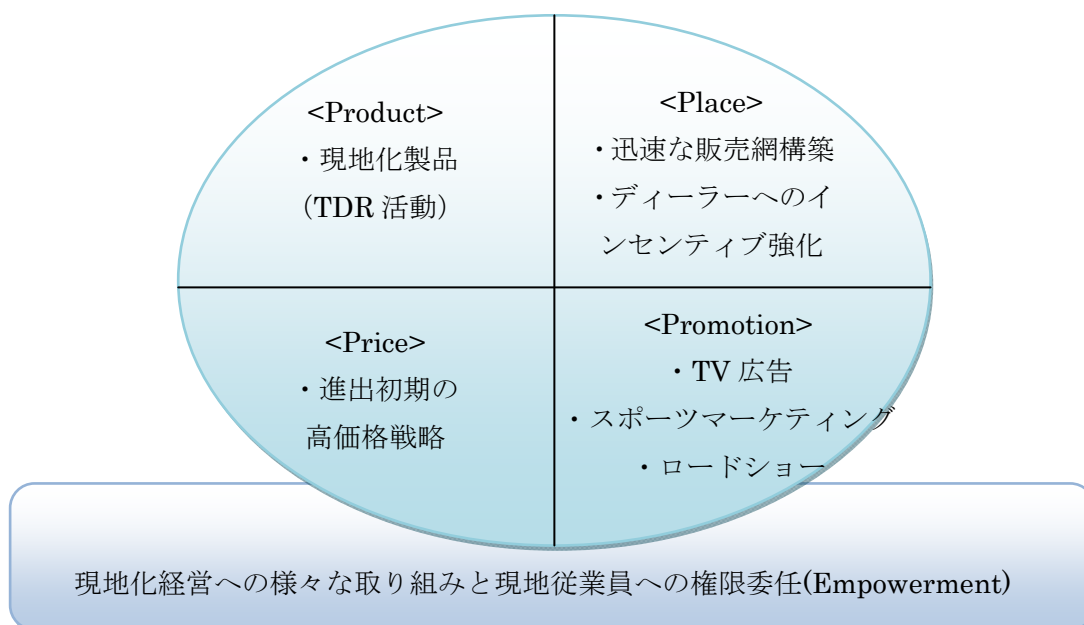 <Product>
・現地化製品
（TDR 活動）
<Place>
・迅速な販売網構築
・ディーラーへのイ
ンセンティブ強化
<Price>
・進出初期の
高価格戦略
<Promotion>
・TV 広告
・スポーツマーケティング
・ロードショー
現地化経営への様々な取り組みと現地従業員への権限委任(Empowerment)